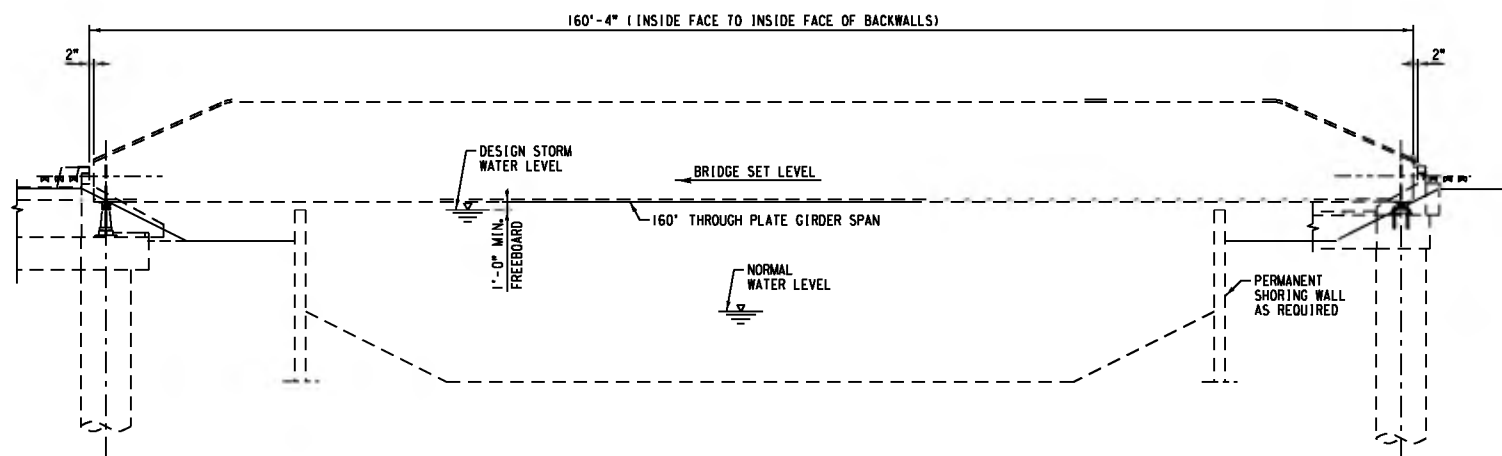 160'-4" (INSIDE FACE TO INSIDE FACE OF BACKWALLS)
2"
2"
DESIGN STORM
WATER LEVEL
BRIDGE SET LEVEL
160' THROUGH PLATE GIRDER SPAN
1'-0" MIN.
FREEBOARD
NORMAL
WATER LEVEL
PERMANENT
SHORING WALL
AS REQUIRED